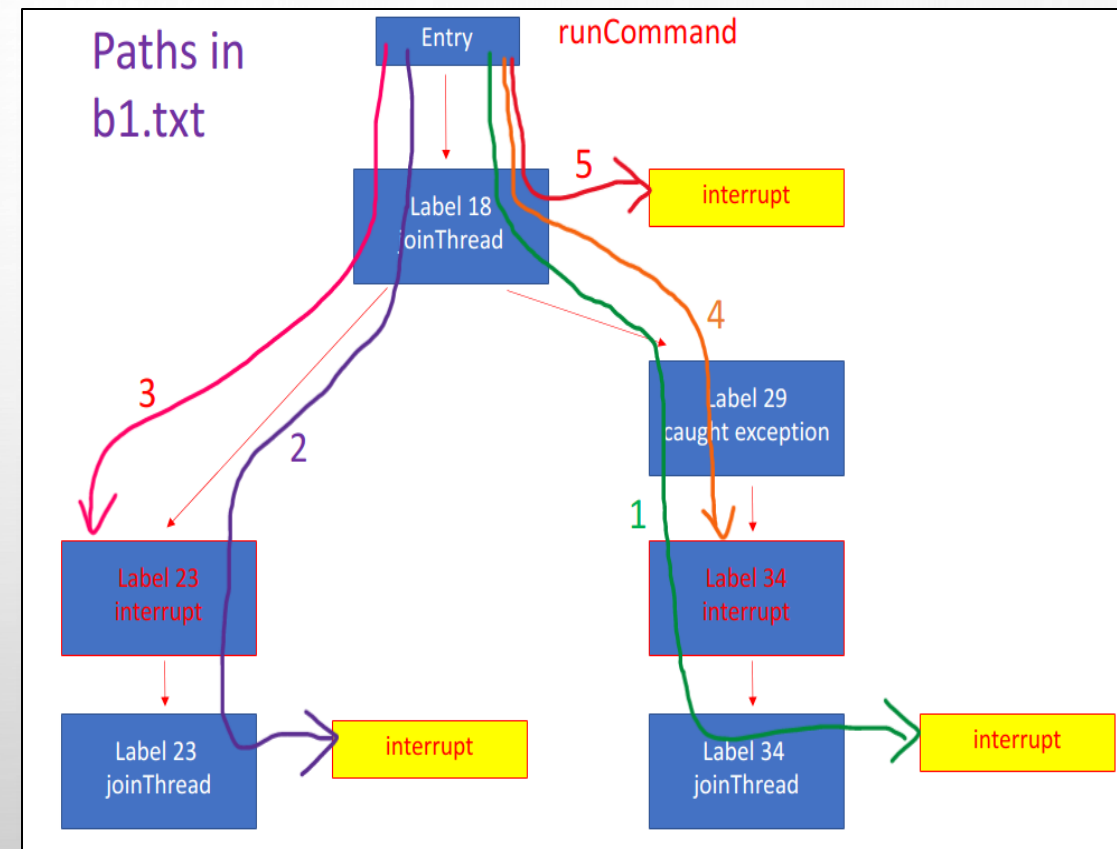 Paths in
b1.txt
Entry
runCommand
5
interrupt
Label 18
joinThread
4
3
Label 29
caught exception
2
1
Label 23
interrupt
Label 34
interrupt
Label 23
joinThread
interrupt
Label 34
joinThread
interrupt